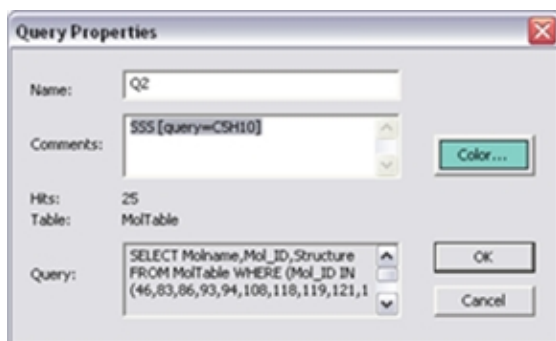 Query Properties
Name: Q2
Comments: SSS [query=C5H10]
Color...
Hits: 25
Table: MolTable
Query: SELECT Molname,Mol_ID,Structure
FROM MolTable WHERE (Mol_ID IN
(46,83,86,93,94,108,118,119,121,1
OK
Cancel